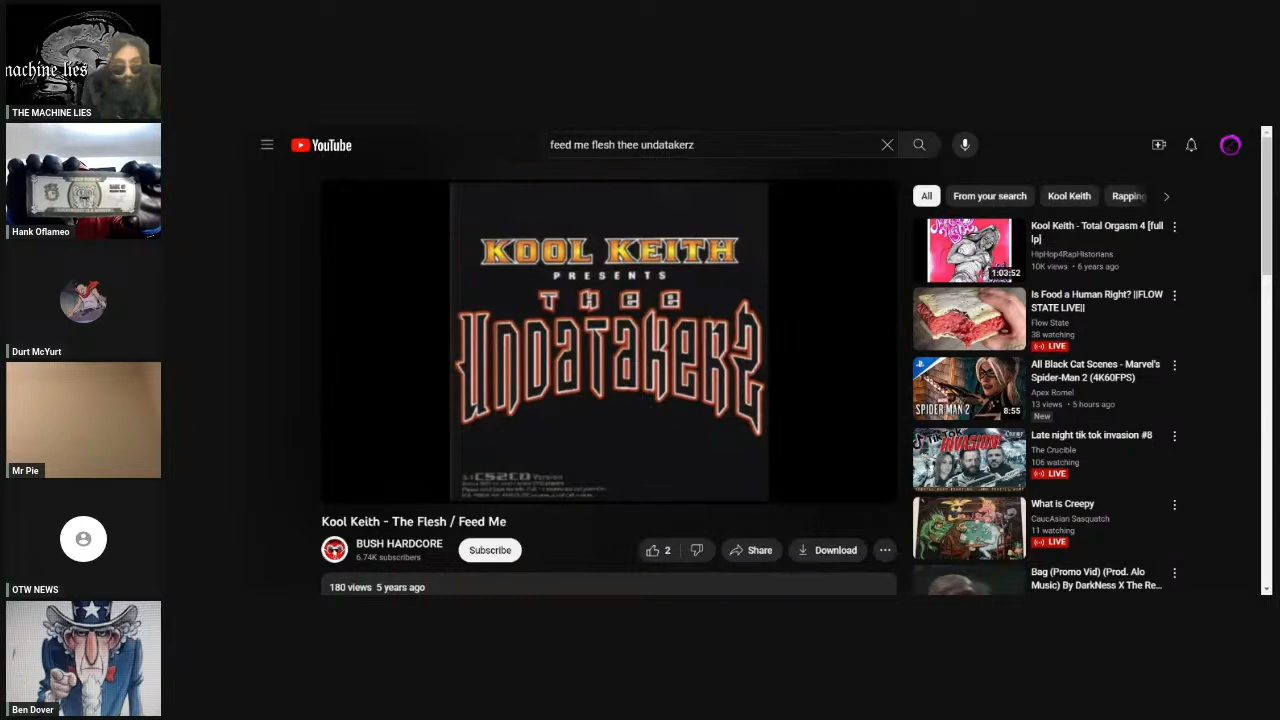 machine lies
THE MACHINE LIES
Hank Oflameo
Durt McYurt
Mr Pie
OTW NEWS
Ben Dover
YouTube
feed me flesh thee undatakerz
KOOL KEITH
PRESENTS
THEE
UNDATAKERZ
Version
Kool Keith - The Flesh / Feed Me
BUSH HARDCORE
6.74K subscribers
Subscribe
2
Share
Download
180 views 5 years ago
All
From your search
Kool Keith
Rapping
1:03:52
Kool Keith - Total Orgasm 4 [full
lp]
HipHop4RapHistorians
10K views • 6 years ago
Is Food a Human Right? ||FLOW
STATE LIVE||
Flow State
38 watching
LIVE
SPIDER-MAN 2
8:55
All Black Cat Scenes - Marvel's
Spider-Man 2 (4K60FPS)
Apex Romel
13 views • 5 hours ago
New
INVASION!
Late night tik tok invasion #8
The Crucible
106 watching
LIVE
What is Creepy
CaucAsian Sasquatch
11 watching
LIVE
Bag (Promo Vid) (Prod. Alo
Music) By DarkNess X The Re...